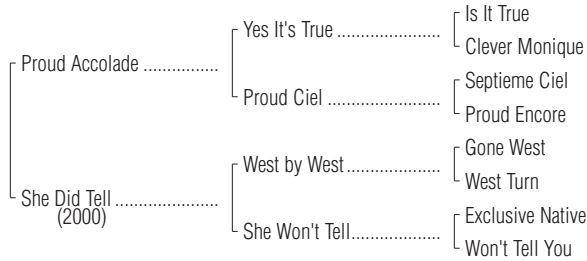 Is It True
Yes It's True ....................
Clever Monique
Proud Accolade ...............
Septieme Ciel
Proud Ciel ......................
Proud Encore
Gone West
West by West...................
West Turn
She Did Tell .....................
(2000)
Exclusive Native
She Won't Tell..................
Won't Tell You